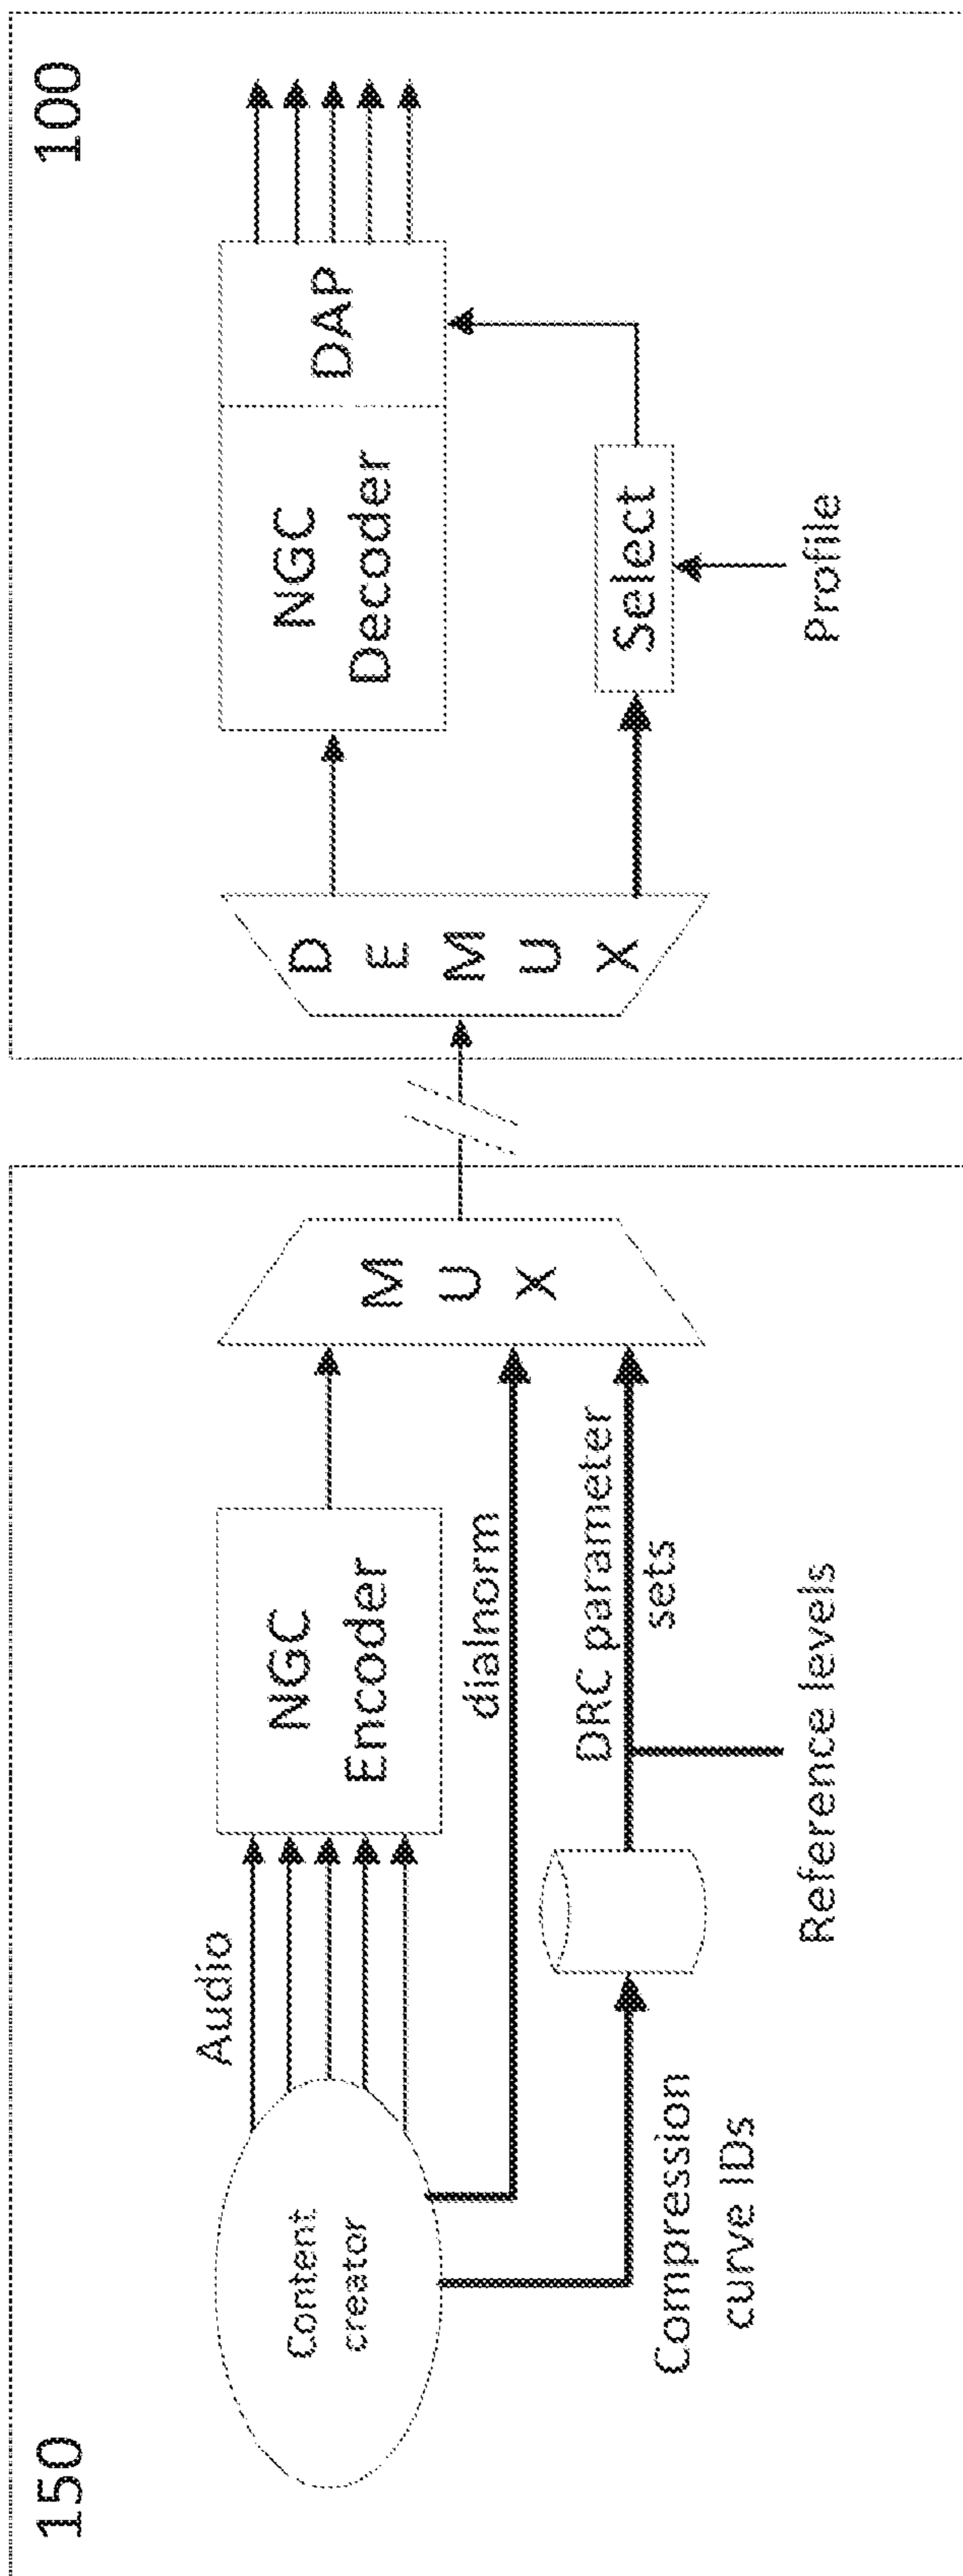 150
Content
creator
Audio
NGC
Encoder
dialnorm
DRC parameter
sets
Compression
curve IDs
Reference levels
M
U
X
100
D
E
M
U
X
NGC
Decoder
DAP
Select
Profile